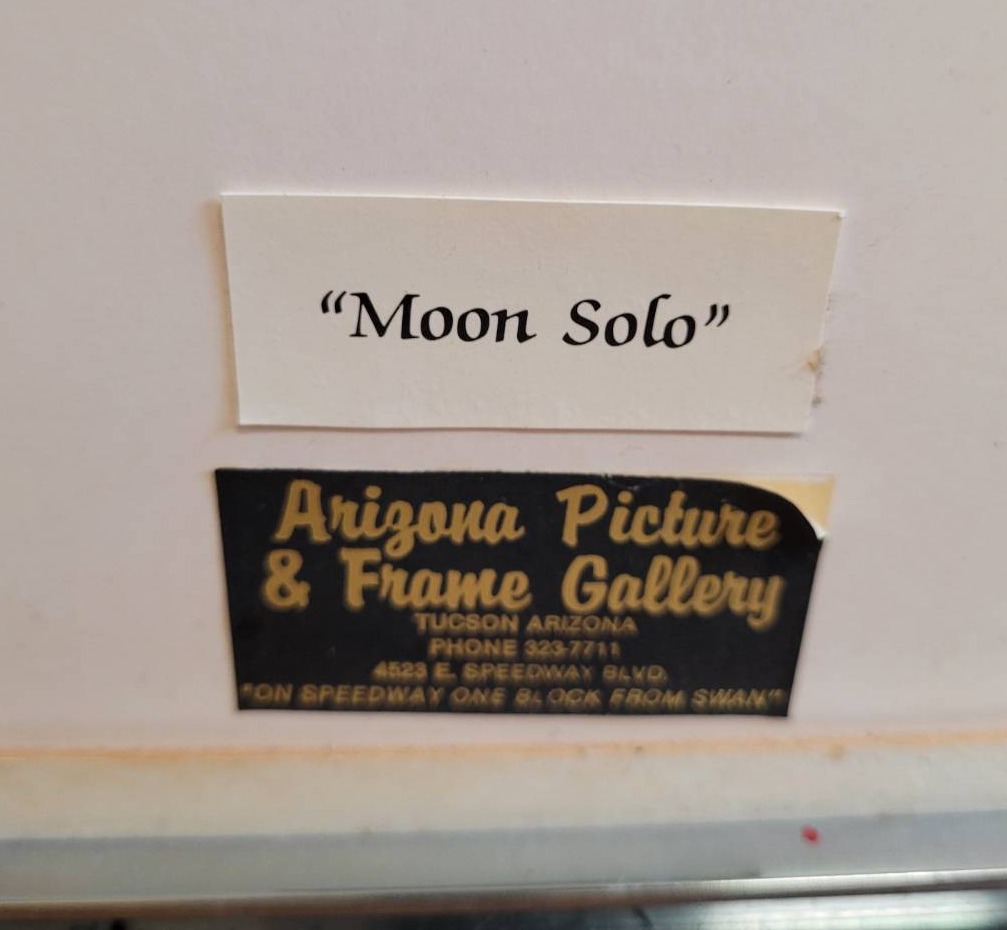 “Moon Solo”
Arizona Picture
& Frame Gallery
TUCSON ARIZONA
PHONE 323-7711
4523 E. SPEEDWAY BLVD.
"ON SPEEDWAY ONE BLOCK FROM SWAN"